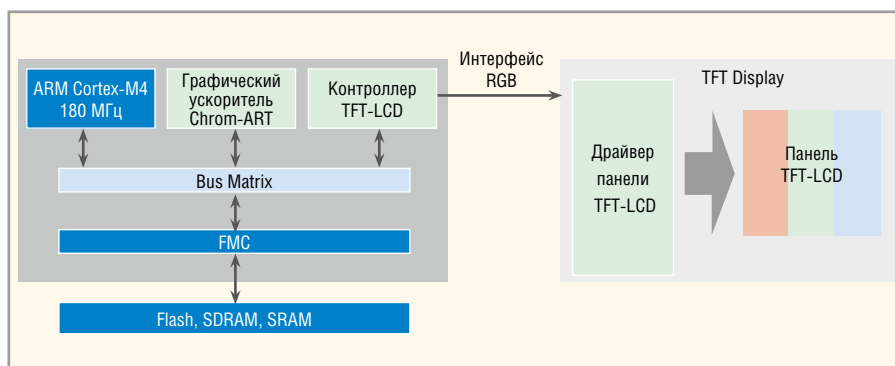 ARM Cortex-M4
180 МГц
Графический
ускоритель
Chrom-ART
Контроллер
TFT-LCD
Интерфейс
RGB
TFT Display
Драйвер
панели
TFT-LCD
Панель
TFT-LCD
Bus Matrix
FMC
Flash, SDRAM, SRAM